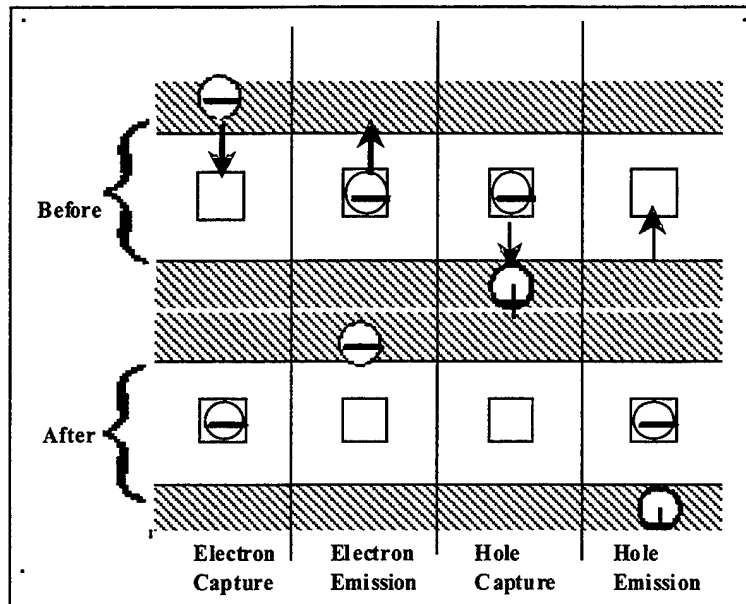 Before
After
Electron Capture
Electron Emission
Hole Capture
Hole Emission